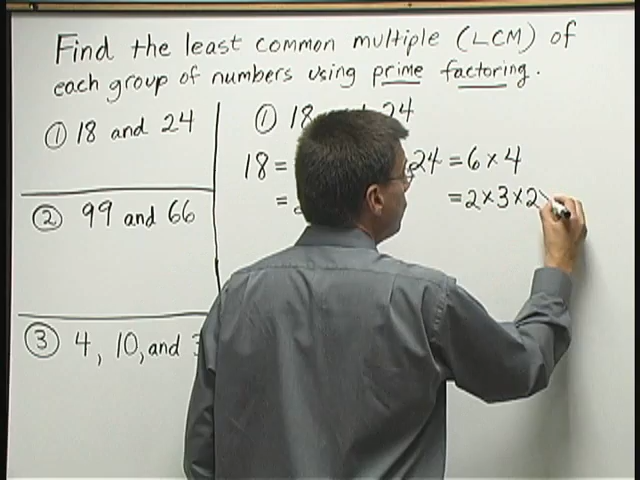 Find the least common multiple (LCM) of
each group of numbers using prime factoring.
① 18 and 24
② 99 and 66
③ 4, 10, and
① 18 24
18 =
=
24 = 6 × 4
= 2 × 3 × 2